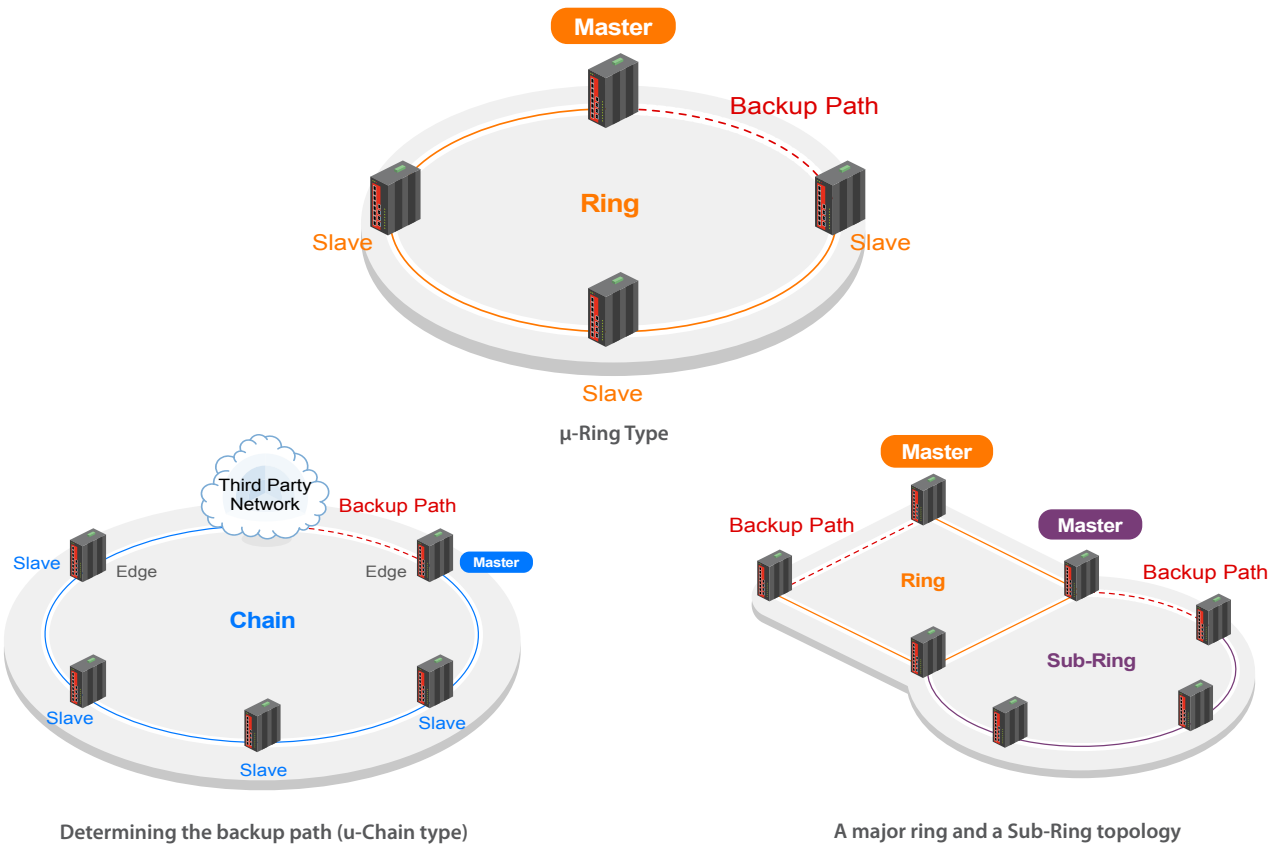 Master
Backup Path
Ring
Slave
Slave
Slave
µ-Ring Type
Third Party
Network
Backup Path
Slave
Edge
Edge
Master
Chain
Slave
Slave
Slave
Determining the backup path (u-Chain type)
Master
Backup Path
Master
Backup Path
Ring
Sub-Ring
A major ring and a Sub-Ring topology